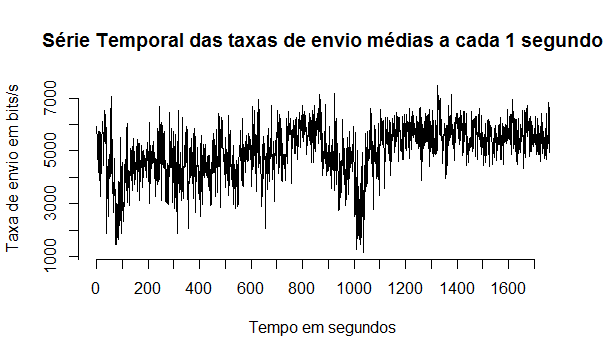 Série Temporal das taxas de envio médias a cada 1 segundo
Taxa de envio em bits/s
7000
5000
3000
1000
0 200 400 600 800 1000 1200 1400 1600
Tempo em segundos